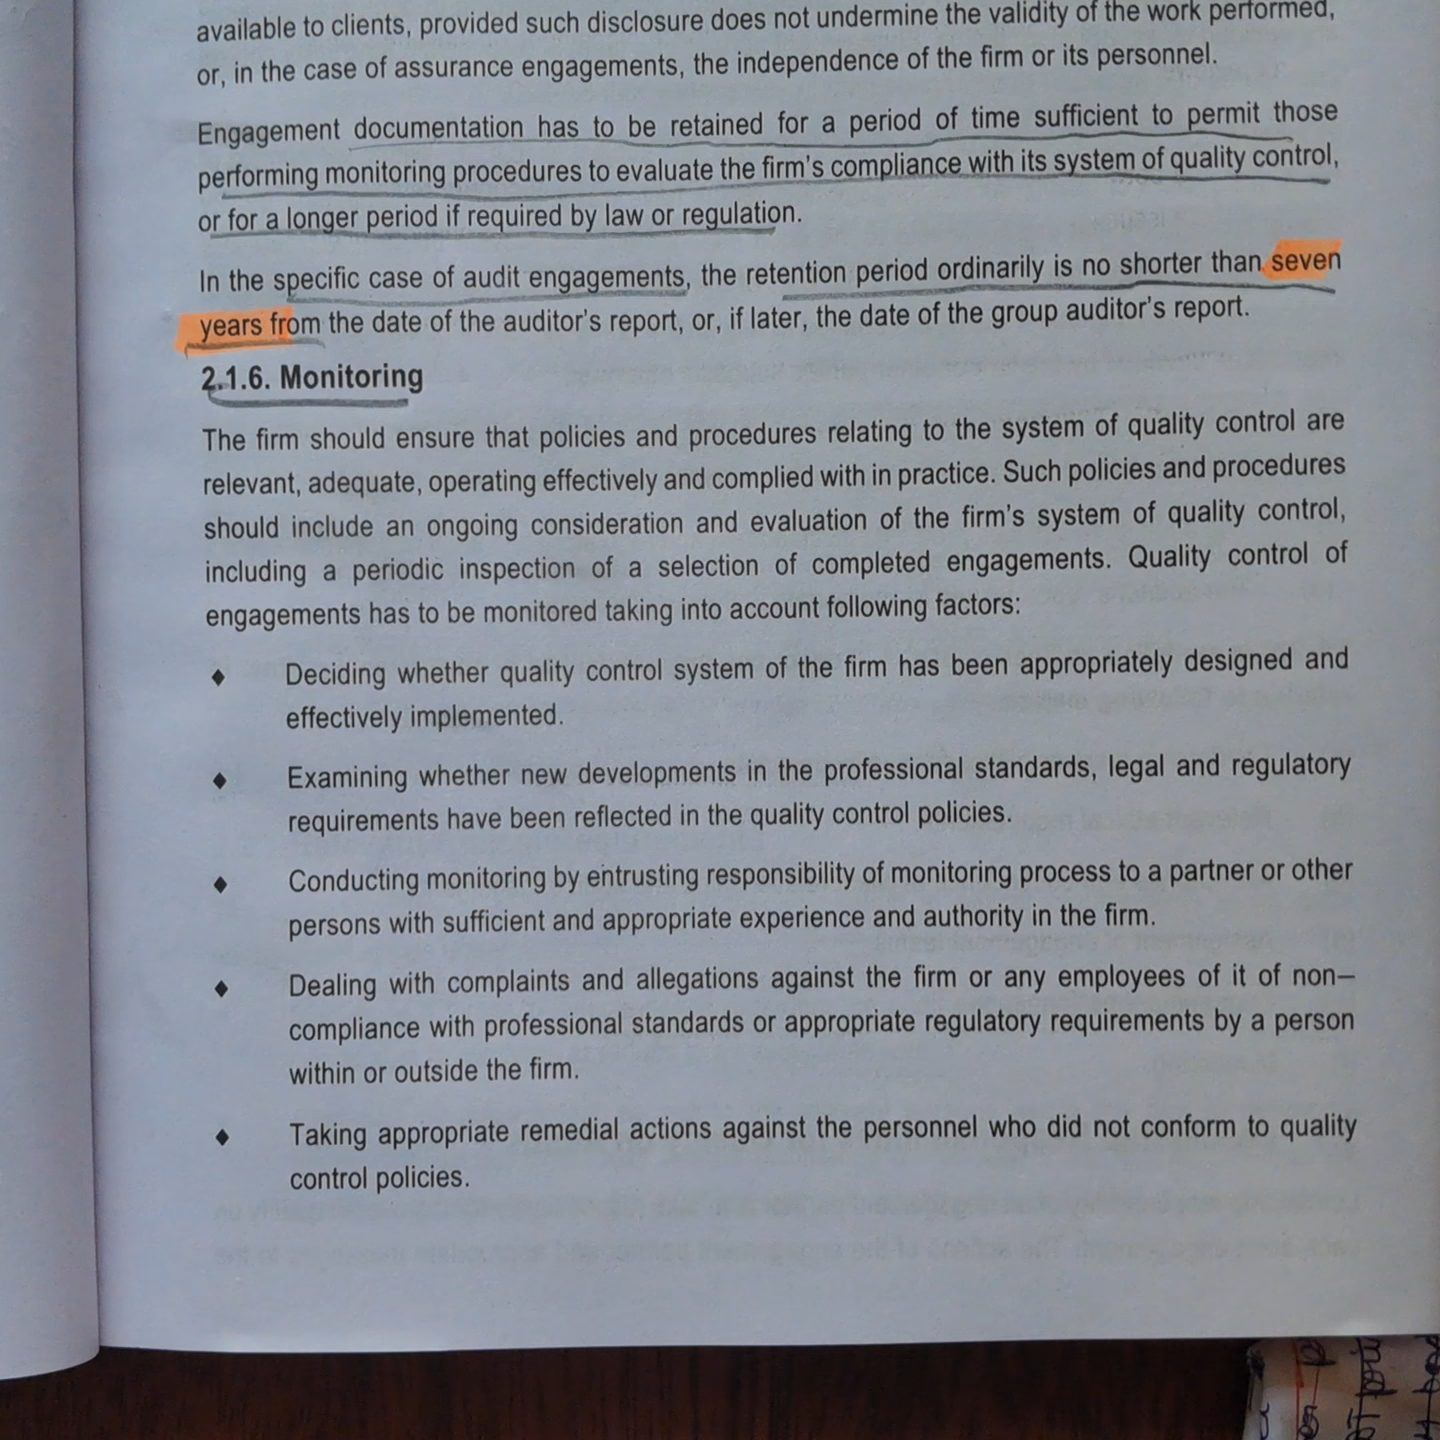 available to clients, provided such disclosure does not undermine the validity of the work performed,
or, in the case of assurance engagements, the independence of the firm or its personnel.
Engagement documentation has to be retained for a period of time sufficient to permit those
performing monitoring procedures to evaluate the firm's compliance with its system of quality control,
or for a longer period if required by law or regulation.
In the specific case of audit engagements, the retention period ordinarily is no shorter than seven
years from the date of the auditor's report, or, if later, the date of the group auditor's report.
2.1.6. Monitoring
The firm should ensure that policies and procedures relating to the system of quality control are
relevant, adequate, operating effectively and complied with in practice. Such policies and procedures
should include an ongoing consideration and evaluation of the firm's system of quality control,
including a periodic inspection of a selection of completed engagements. Quality control of
engagements has to be monitored taking into account following factors:
♦ Deciding whether quality control system of the firm has been appropriately designed and
effectively implemented.
♦ Examining whether new developments in the professional standards, legal and regulatory
requirements have been reflected in the quality control policies.
♦ Conducting monitoring by entrusting responsibility of monitoring process to a partner or other
persons with sufficient and appropriate experience and authority in the firm.
♦ Dealing with complaints and allegations against the firm or any employees of it of non–
compliance with professional standards or appropriate regulatory requirements by a person
within or outside the firm.
♦ Taking appropriate remedial actions against the personnel who did not conform to quality
control policies.